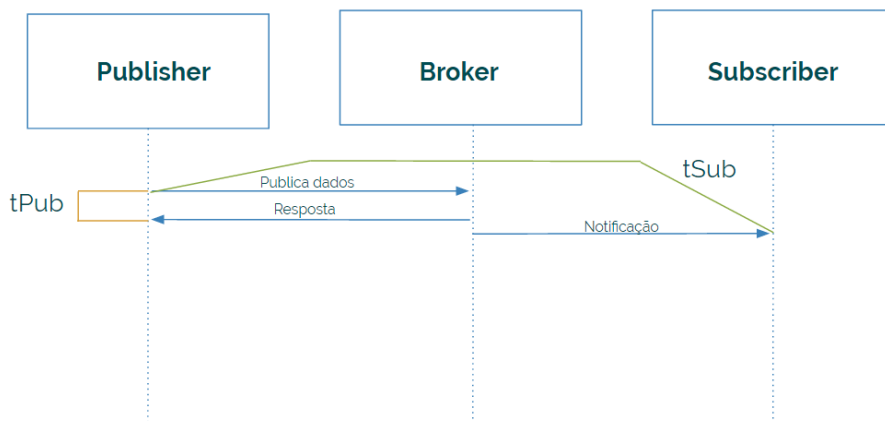 Publisher
Broker
Subscriber
tSub
Publica dados
tPub
Resposta
Notificação